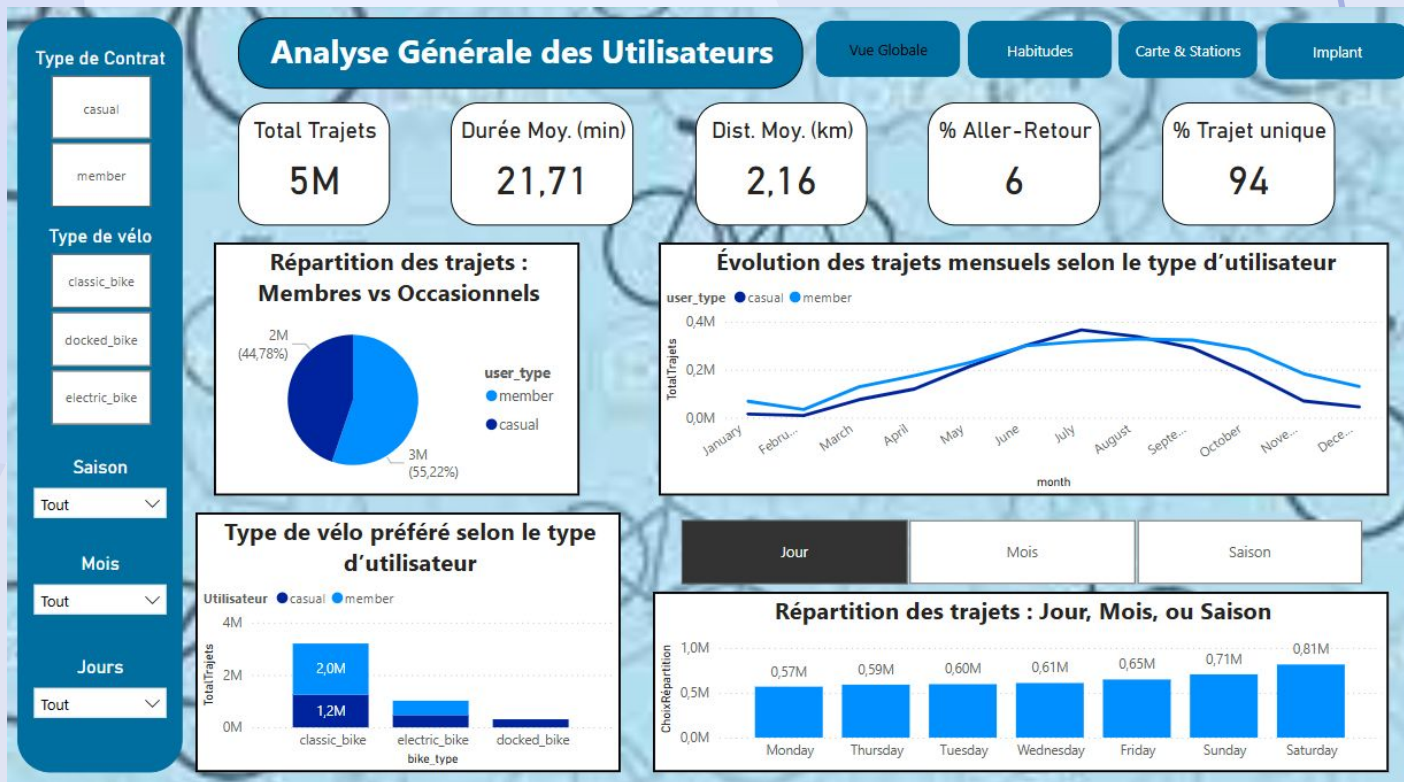 Analyse Générale des Utilisateurs
Vue Globale
Habitudes
Carte & Stations
Implant
Type de Contrat
casual
member
Type de vélo
classic_bike
docked_bike
electric_bike
Saison
Tout
Mois
Tout
Jours
Tout
Total Trajets
5M
Durée Moy. (min)
21,71
Dist. Moy. (km)
2,16
% Aller-Retour
6
% Trajet unique
94
Répartition des trajets :
Membres vs Occasionnels
2M
(44,78%)
3M
(55,22%)
user_type
member
casual
Évolution des trajets mensuels selon le type d’utilisateur
user_type casual member
TotalTrajets
0,4M
0,2M
0,0M
January Febru... March April May June July August Septe... October Nove... Dece...
month
Type de vélo préféré selon le type
d’utilisateur
Utilisateur casual member
TotalTrajets
4M
2M
0M
2,0M
1,2M
classic_bike electric_bike docked_bike
bike_type
Jour
Mois
Saison
Répartition des trajets : Jour, Mois, ou Saison
ChoixRépartition
1,0M
0,5M
0,0M
0,57M 0,59M 0,60M 0,61M 0,65M 0,71M 0,81M
Monday Thursday Tuesday Wednesday Friday Sunday Saturday